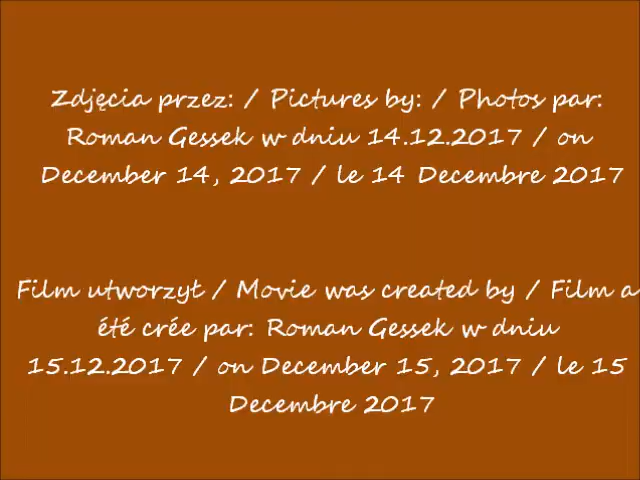 Zdjęcia przez: / Pictures by: / Photos par:
Roman Gessek w dniu 14.12.2017 / on
December 14, 2017 / le 14 Decembre 2017
Film utworzył / Movie was created by / Film a
été crée par: Roman Gessek w dniu
15.12.2017 / on December 15, 2017 / le 15
Decembre 2017